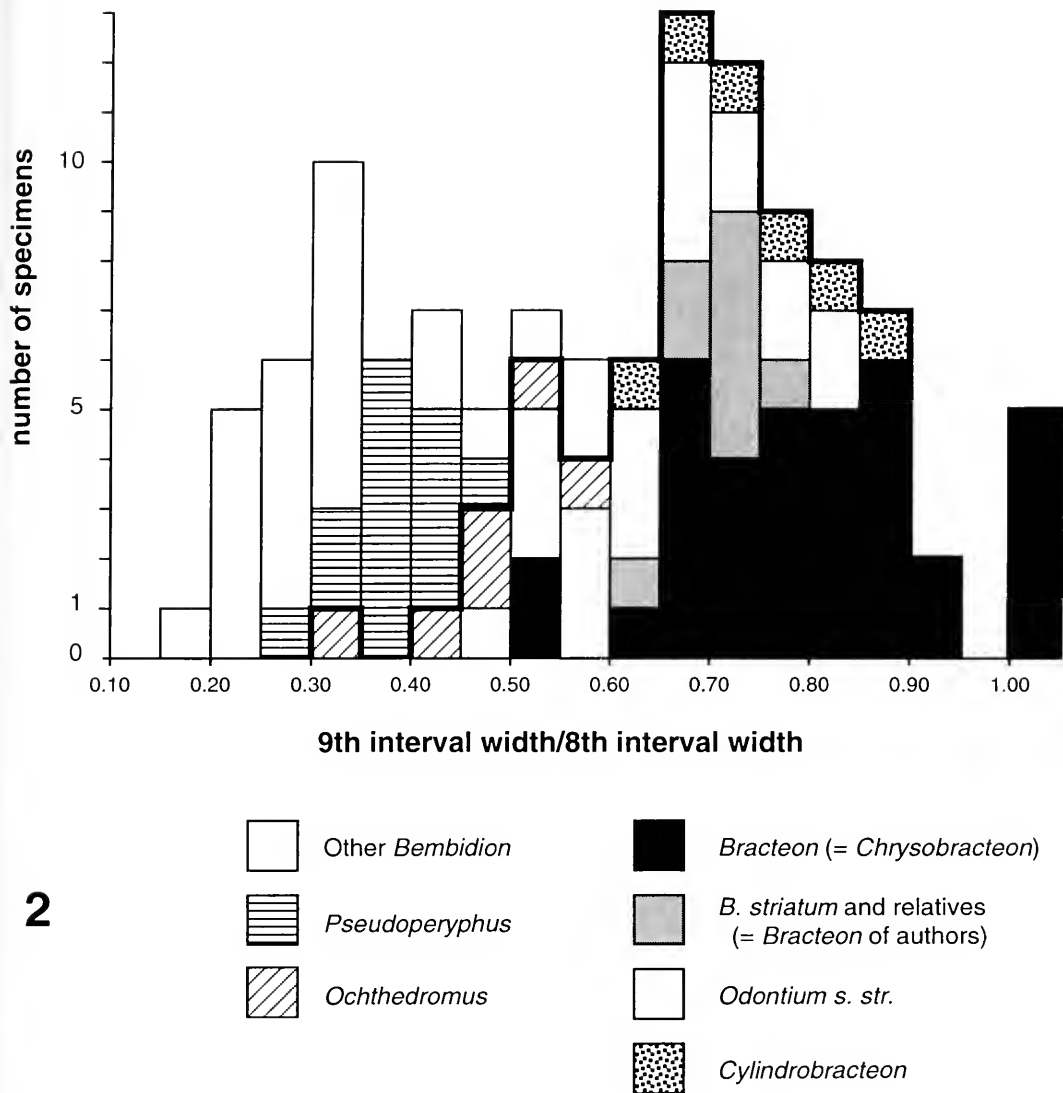 number of specimens
10
5
1
0
0.10 0.20 0.30 0.40 0.50 0.60 0.70 0.80 0.90 1.00
9th interval width/8th interval width
Other Bembidion
Pseudoperyphus
Ochthedromus
Bracteon (= Chrysobracteon)
B. striatum and relatives
(= Bracteon of authors)
Odontium s. str.
Cylindrobracteon
2